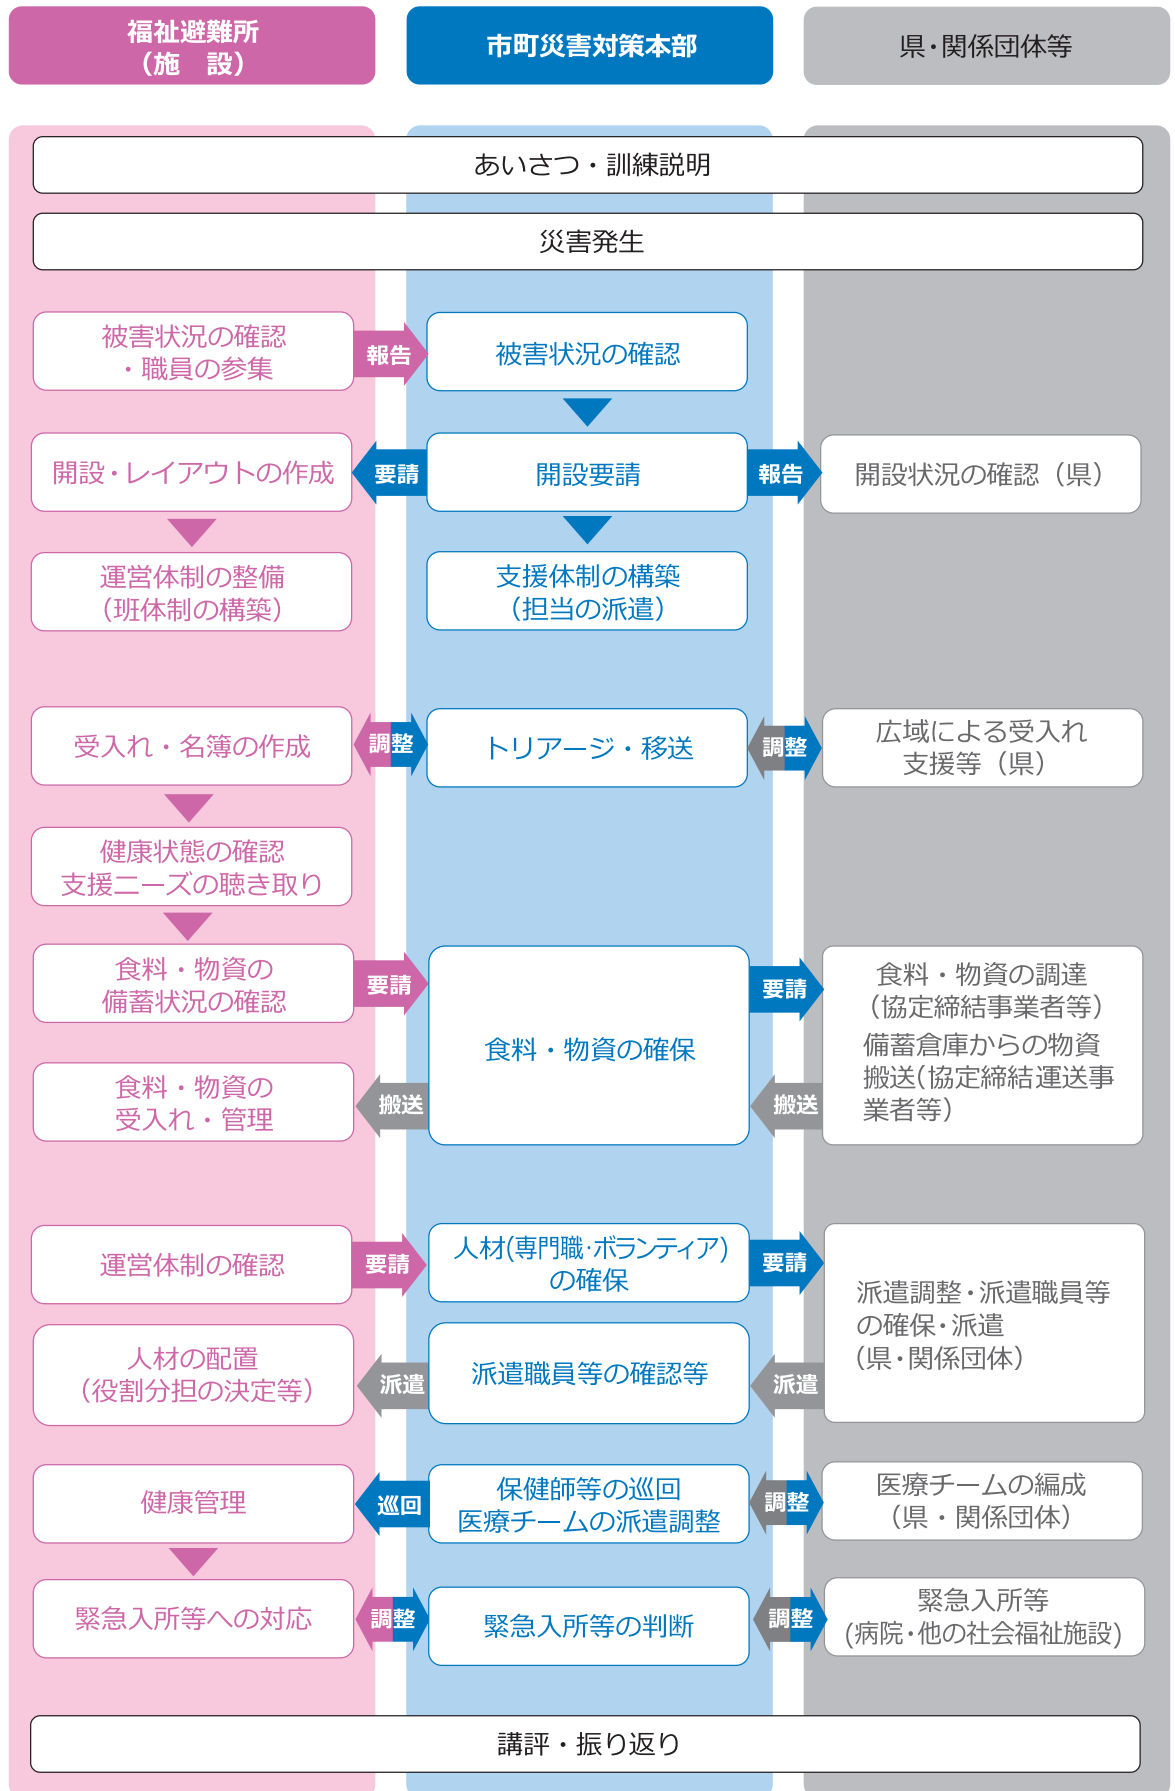 福祉避難所
（施　設）
市町災害対策本部
県・関係団体等
あいさつ・訓練説明
災害発生
被害状況の確認
・職員の参集
報告
被害状況の確認
開設・レイアウトの作成
要請
開設要請
報告
開設状況の確認（県）
運営体制の整備
（班体制の構築）
支援体制の構築
（担当の派遣）
受入れ・名簿の作成
調整
トリアージ・移送
調整
広域による受入れ
支援等（県）
健康状態の確認
支援ニーズの聴き取り
食料・物資の
備蓄状況の確認
要請
食料・物資の確保
要請
食料・物資の調達
（協定締結事業者等）
備蓄倉庫からの物資
搬送（協定締結運送事
業者等）
食料・物資の
受入れ・管理
搬送
搬送
運営体制の確認
要請
人材(専門職・ボランティア)
の確保
要請
派遣調整・派遣職員等
の確保・派遣
（県・関係団体）
人材の配置
（役割分担の決定等）
派遣
派遣職員等の確認等
派遣
健康管理
巡回
保健師等の巡回
医療チームの派遣調整
調整
医療チームの編成
（県・関係団体）
緊急入所等への対応
調整
緊急入所等の判断
調整
緊急入所等
(病院・他の社会福祉施設)
講評・振り返り